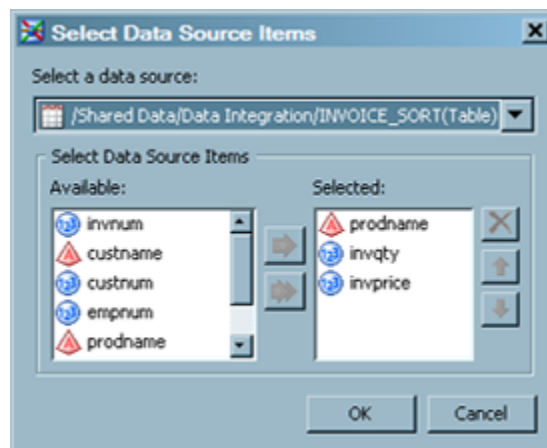 Select Data Source Items
Select a data source:
/Shared Data/Data Integration/INVOICE_SORT(Table)
Select Data Source Items
Available:
invnum
custname
custnum
empnum
prodname
Selected:
prodname
invqty
invprice
OK
Cancel